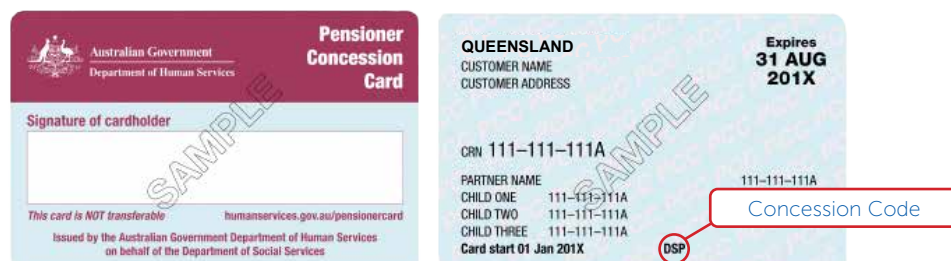 Australian Government
Department of Human Services
Pensioner
Concession
Card
Signature of cardholder
SAMPLE
This card is NOT transferable humanservices.gov.au/pensionercard
Issued by the Australian Government Department of Human Services
on behalf of the Department of Social Services
QUEENSLAND
CUSTOMER NAME
CUSTOMER ADDRESS
Expires
31 AUG
201X
CRN 111–111–111A
SAMPLE
PARTNER NAME 111–111–111A
CHILD ONE 111–111–111A
CHILD TWO 111–111–111A
CHILD THREE 111–111–111A
Card start 01 Jan 201X DSP
Concession Code